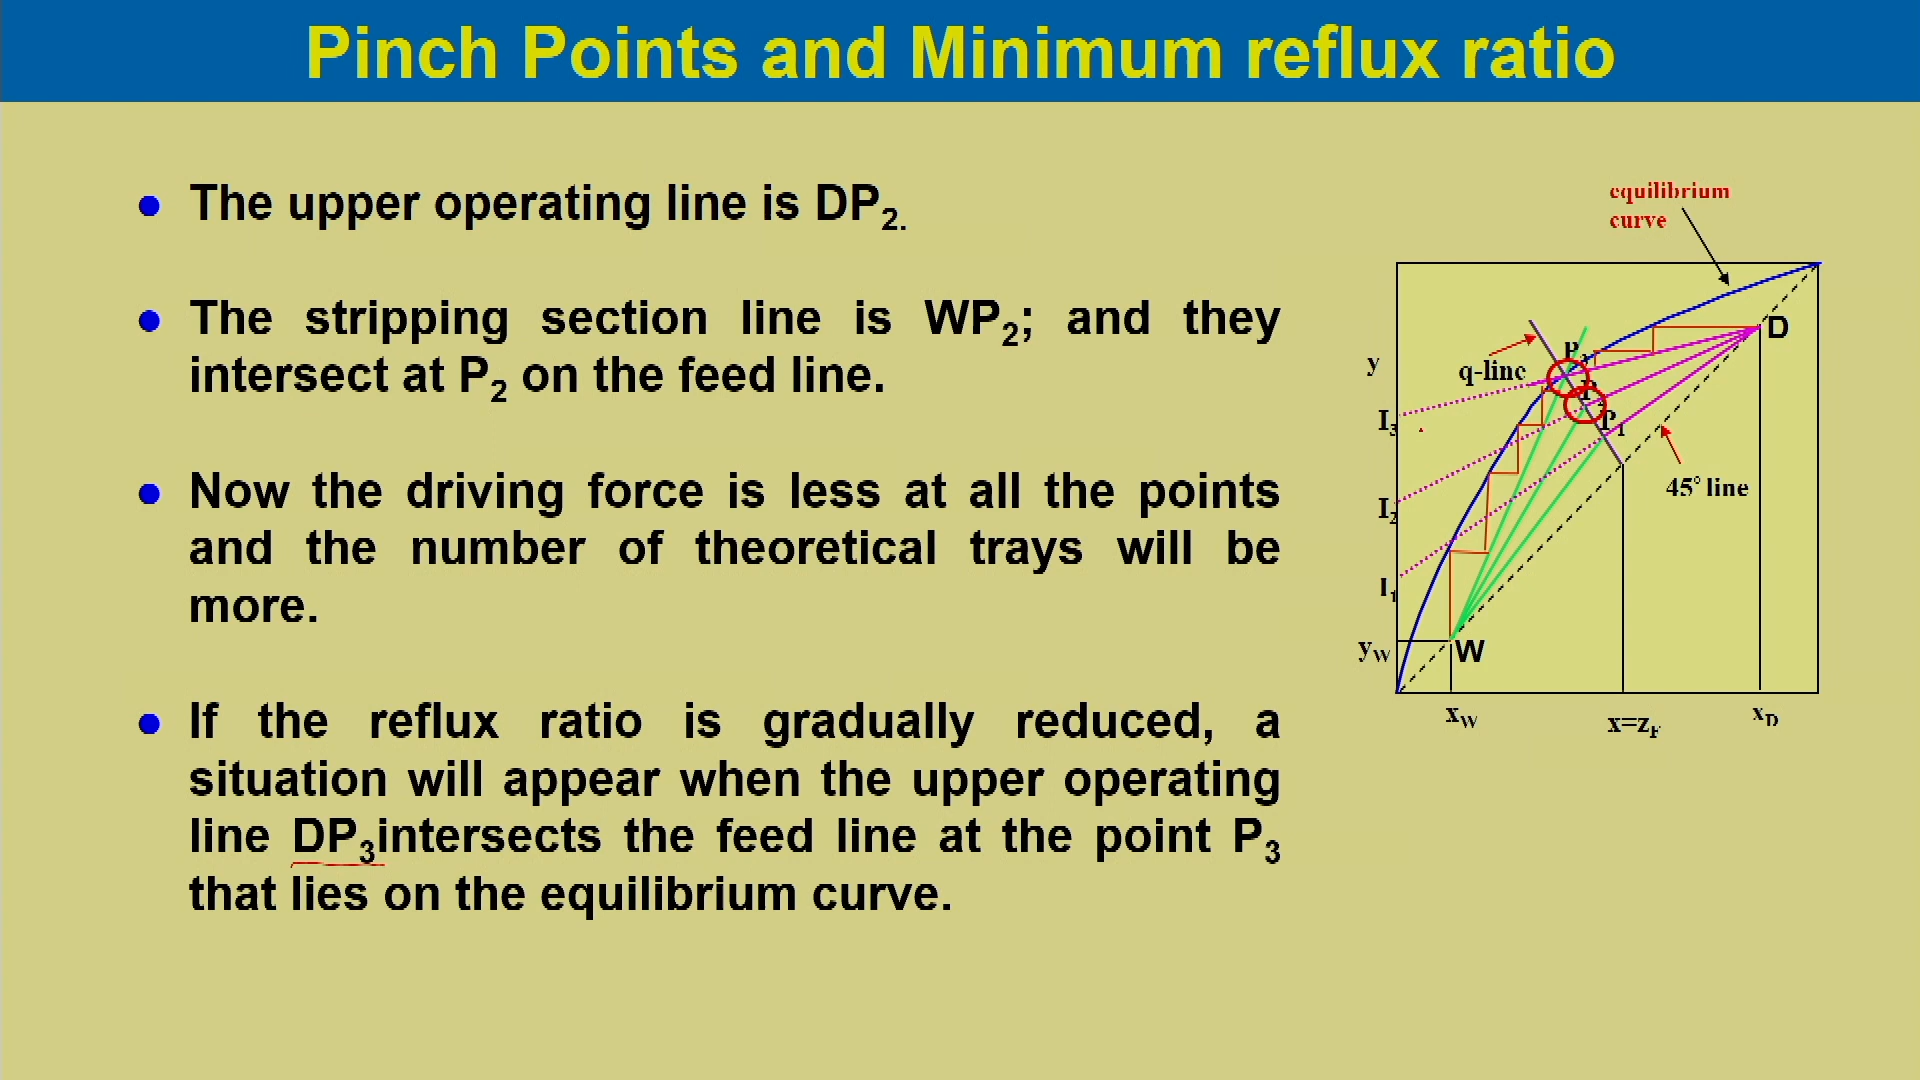 Pinch Points and Minimum reflux ratio
● The upper operating line is DP2.
● The stripping section line is WP2; and they
intersect at P2 on the feed line.
● Now the driving force is less at all the points
and the number of theoretical trays will be
more.
● If the reflux ratio is gradually reduced, a
situation will appear when the upper operating
line DP3intersects the feed line at the point P3
that lies on the equilibrium curve.
equilibrium
curve
D
y
q-line
P3
P2
P1
I3
45° line
I2
I1
yW
W
xW
x=zF
xD